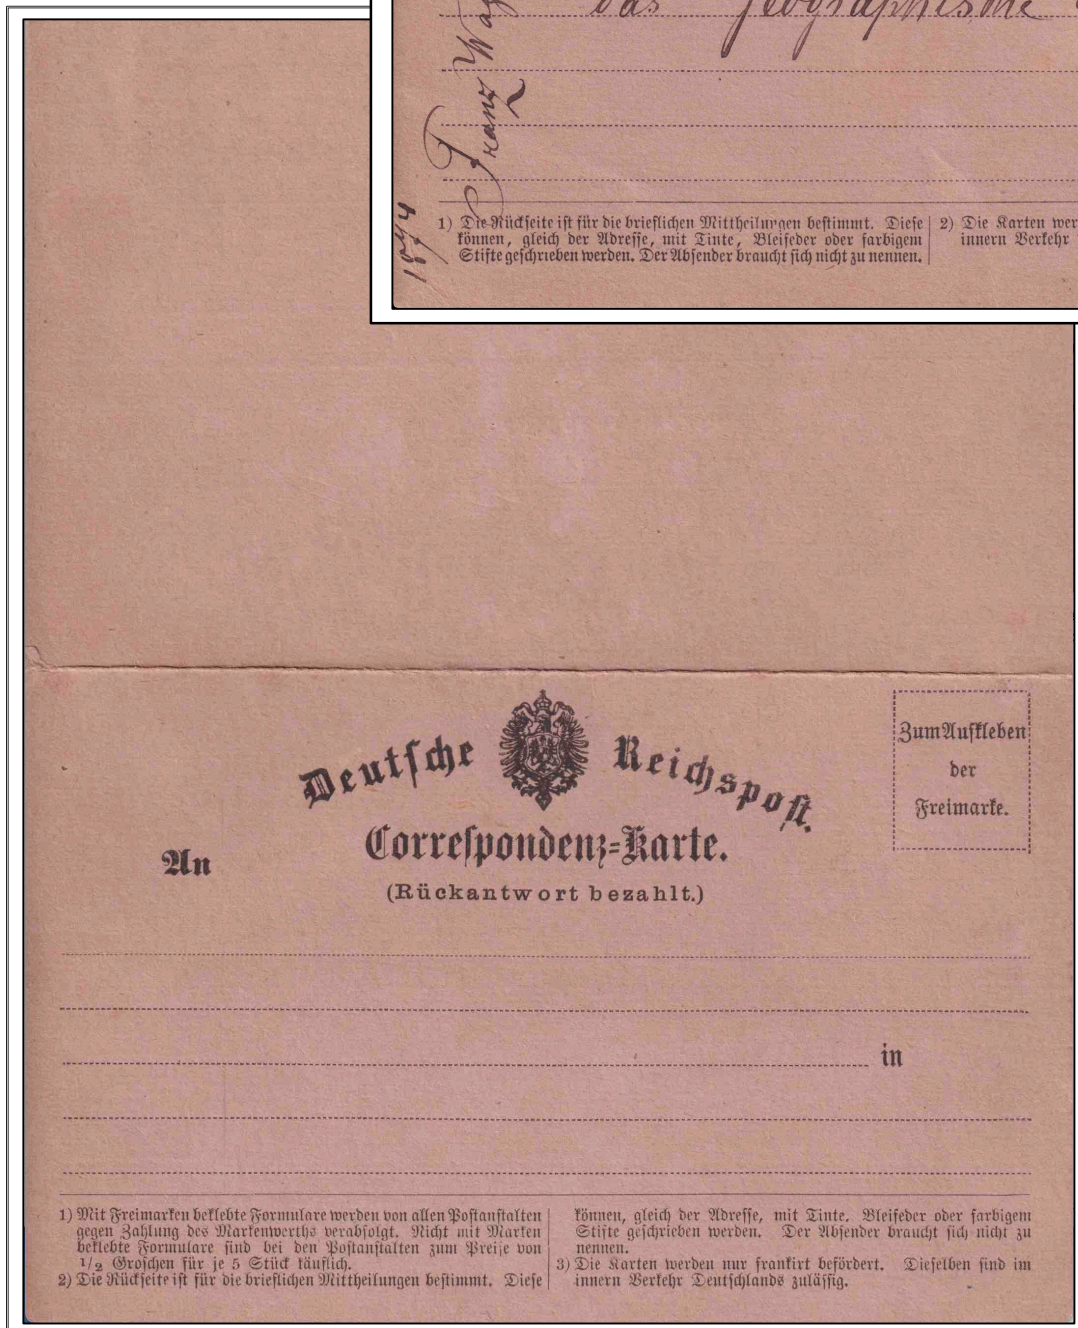 das geographische
Franz
1874
1) Die Rückseite ist für die brieflichen Mittheilungen bestimmt. Diese
können, gleich der Adresse, mit Tinte, Bleifeder oder farbigem
Stifte geschrieben werden. Der Absender braucht sich nicht zu nennen.
2) Die Karten wer
innern Verkehr
Deutsche Reichspost.
Correspondenz-Karte.
(Rückantwort bezahlt.)
Zum Aufkleben
der
Freimarke.
An
in
1) Mit Freimarken beklebte Formulare werden von allen Postanstalten
gegen Zahlung des Markenwerths verabfolgt. Nicht mit Marken
beklebte Formulare sind bei den Postanstalten zum Preise von
1/2 Groschen für je 5 Stück käuflich.
2) Die Rückseite ist für die brieflichen Mittheilungen bestimmt. Diese
können, gleich der Adresse, mit Tinte, Bleifeder oder farbigem
Stifte geschrieben werden. Der Absender braucht sich nicht zu
nennen.
3) Die Karten werden nur frankirt befördert. Dieselben sind im
innern Verkehr Deutschlands zulässig.